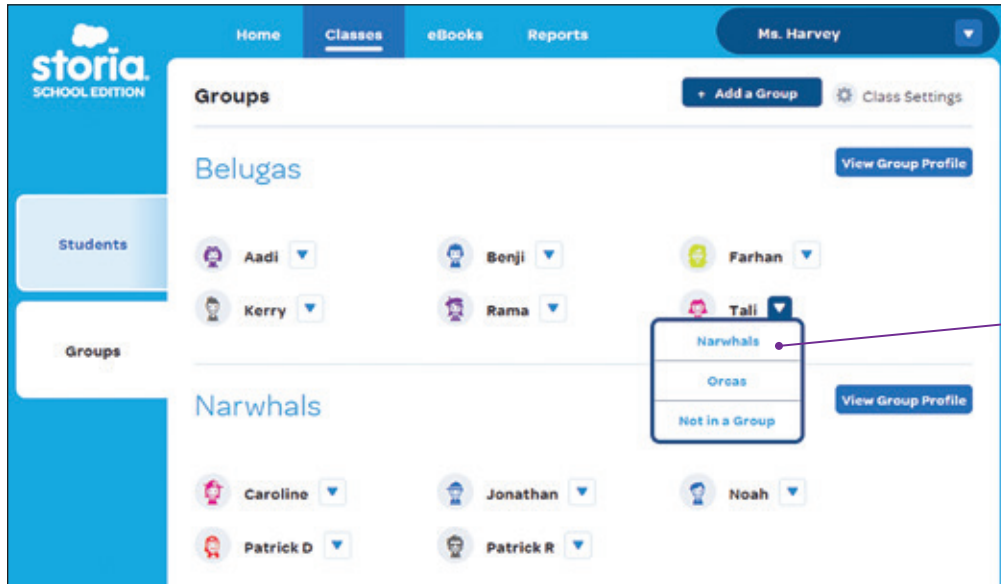 Home Classes eBooks Reports Ms. Harvey
storia.
SCHOOL EDITION
Groups + Add a Group Class Settings
Belugas View Group Profile
Students
Aadi Benji Farhan
Kerry Rama Tali
Narwhals
Groups
Orcas
Narwhals View Group Profile
Not in a Group
Caroline Jonathan Noah
Patrick D Patrick R